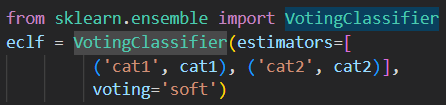 from sklearn.ensemble import VotingClassifier
eclf = VotingClassifier(estimators=[
('cat1', cat1), ('cat2', cat2)],
voting='soft')